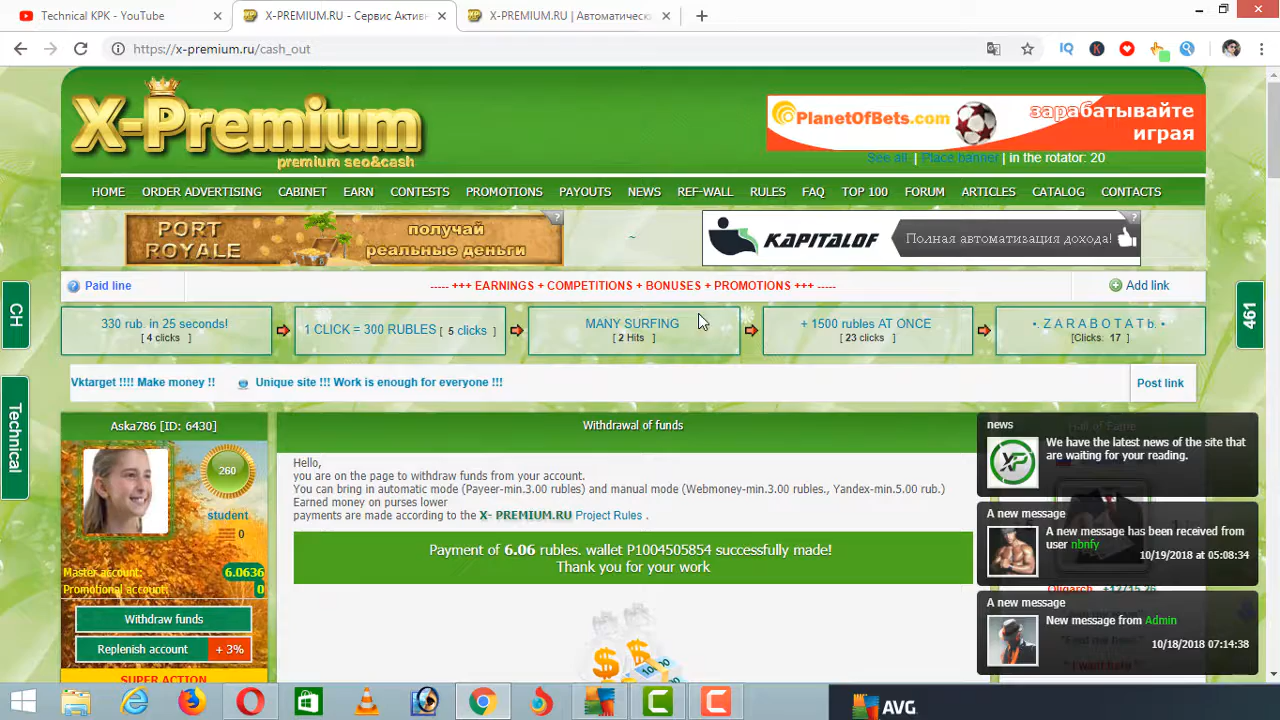 Technical KPK - YouTube
X-PREMIUM.RU - Сервис Актив
X-PREMIUM.RU | Автоматическ
https://x-premium.ru/cash_out
X-Premium
premium seo&cash
PlanetOfBets.com
зарабатывайте
играя
See all | Place banner | in the rotator: 20
HOME ORDER ADVERTISING CABINET EARN CONTESTS PROMOTIONS PAYOUTS NEWS REF-WALL RULES FAQ TOP 100 FORUM ARTICLES CATALOG CONTACTS
PORT
ROYALE
получай
реальные деньги
~
KAPITALOF
Полная автоматизация дохода!
Paid line
----- +++ EARNINGS + COMPETITIONS + BONUSES + PROMOTIONS +++ -----
Add link
CH
461
330 rub. in 25 seconds!
[ 4 clicks ]
1 CLICK = 300 RUBLES [ 5 clicks ]
MANY SURFING
[ 2 Hits ]
+ 1500 rubles AT ONCE
[ 23 clicks ]
•. Z A R A B O T A T b. •
[Clicks: 17 ]
Vktarget !!!! Make money !!
Unique site !!! Work is enough for everyone !!!
Post link
Technical
Aska786 [ID: 6430]
260
student
0
Master account: 6.0636
Promotional account: 0
Withdraw funds
Replenish account + 3%
SUPER ACTION
Withdrawal of funds
Hello,
you are on the page to withdraw funds from your account.
You can bring in automatic mode (Payeer-min.3.00 rubles) and manual mode (Webmoney-min.3.00 rubles., Yandex-min.5.00 rub.)
Earned money on purses lower
payments are made according to the X- PREMIUM.RU Project Rules .
Payment of 6.06 rubles. wallet P1004505854 successfully made!
Thank you for your work
Hall of Fame
news
We have the latest news of the site that
are waiting for your reading.
A new message
A new message has been received from
user nbnfy
10/19/2018 at 05:08:34
Oligarch
A new message
New message from Admin
10/18/2018 07:14:38
AVG